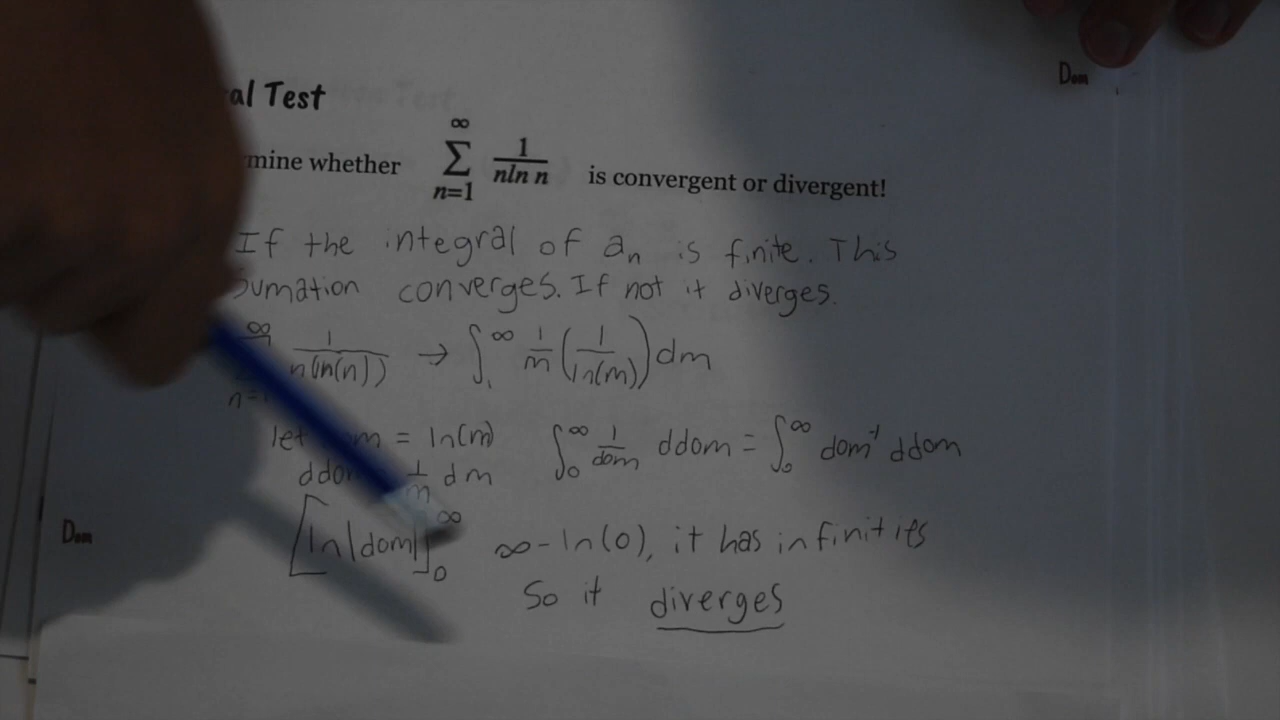 Dom
al Test
mine whether ∞ Σ n=1 1/(nln n) is convergent or divergent!
If the integral of aₙ is finite. This
sumation converges. If not it diverges.
∞ n= 1/(n(ln(n))) → ∫₁^∞ 1/m (1/ln(m)) dm
let m = ln(m) ∫₀^∞ 1/dom ddom = ∫₀^∞ dom⁻¹ ddom
ddo 1/m dm
[ln|dom|]₀^∞ ∞ - ln(0), it has infinities
Dom
So it diverges